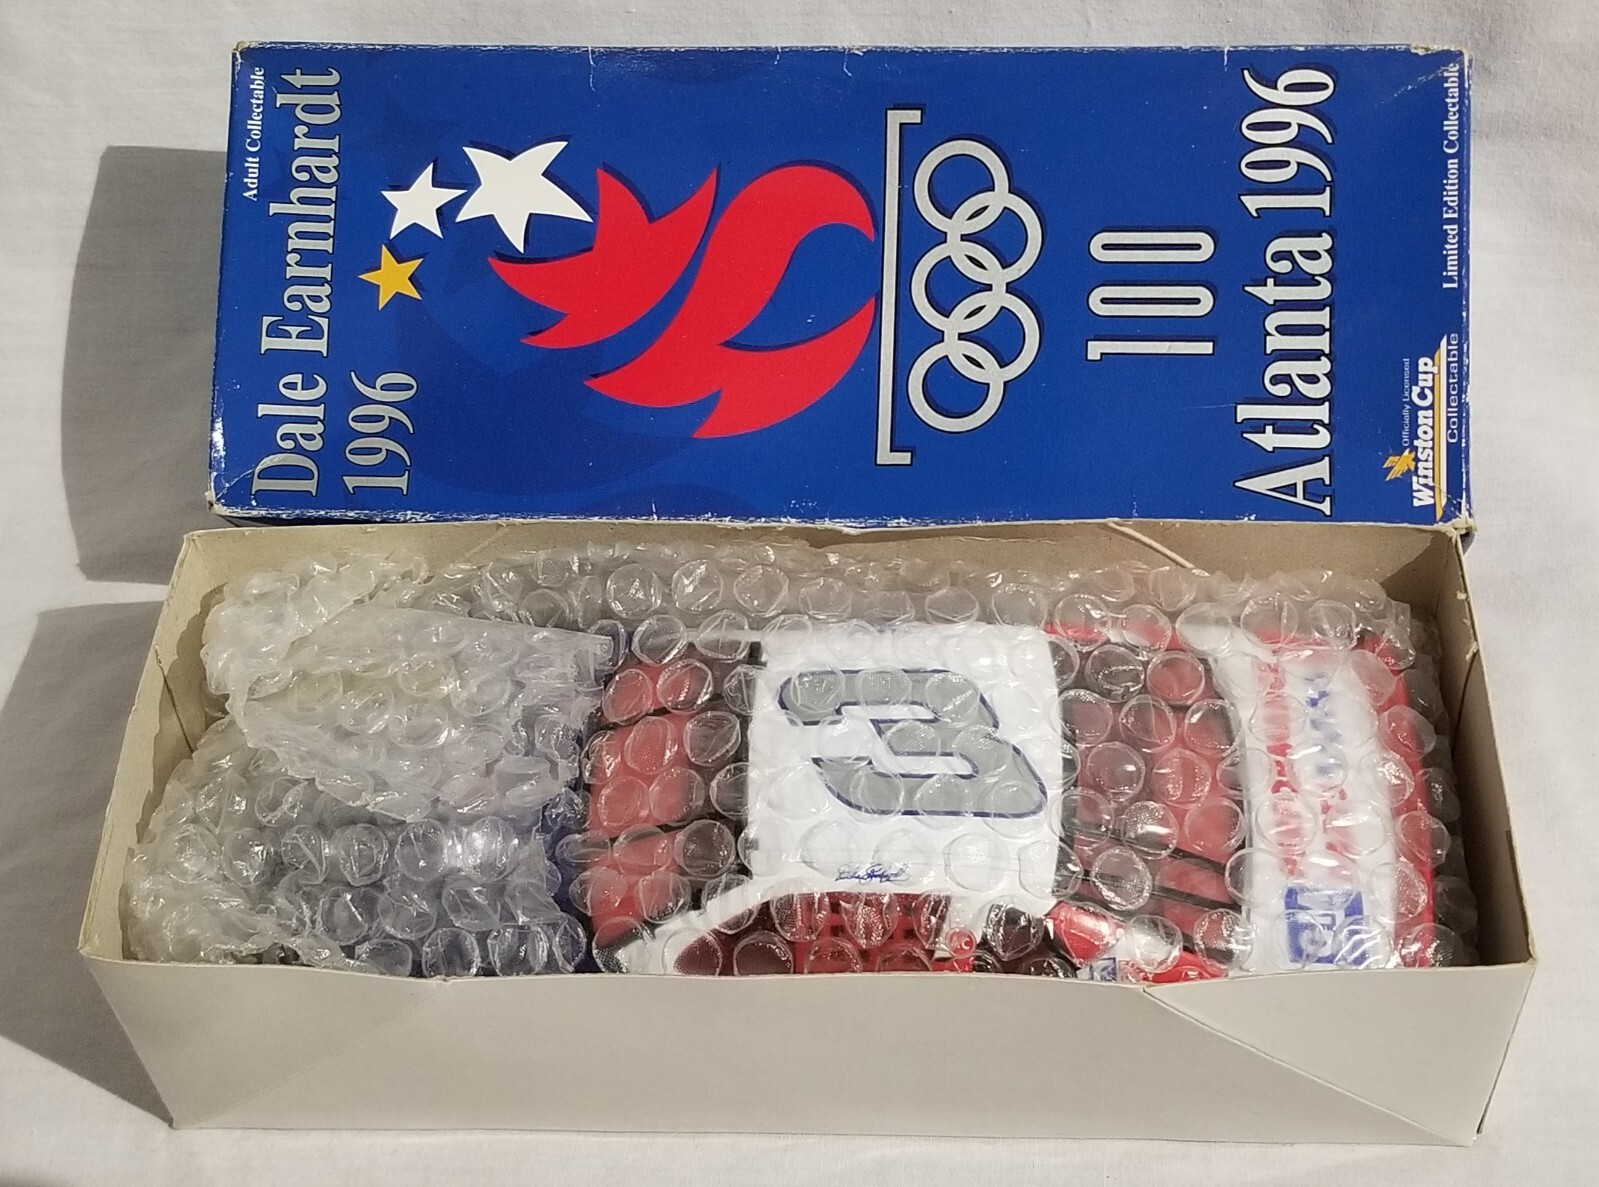 Adult Collectable
Dale Earnhardt
1996
100
Atlanta 1996
Officially Licensed
Winston Cup
Collectable
Limited Edition Collectable
3